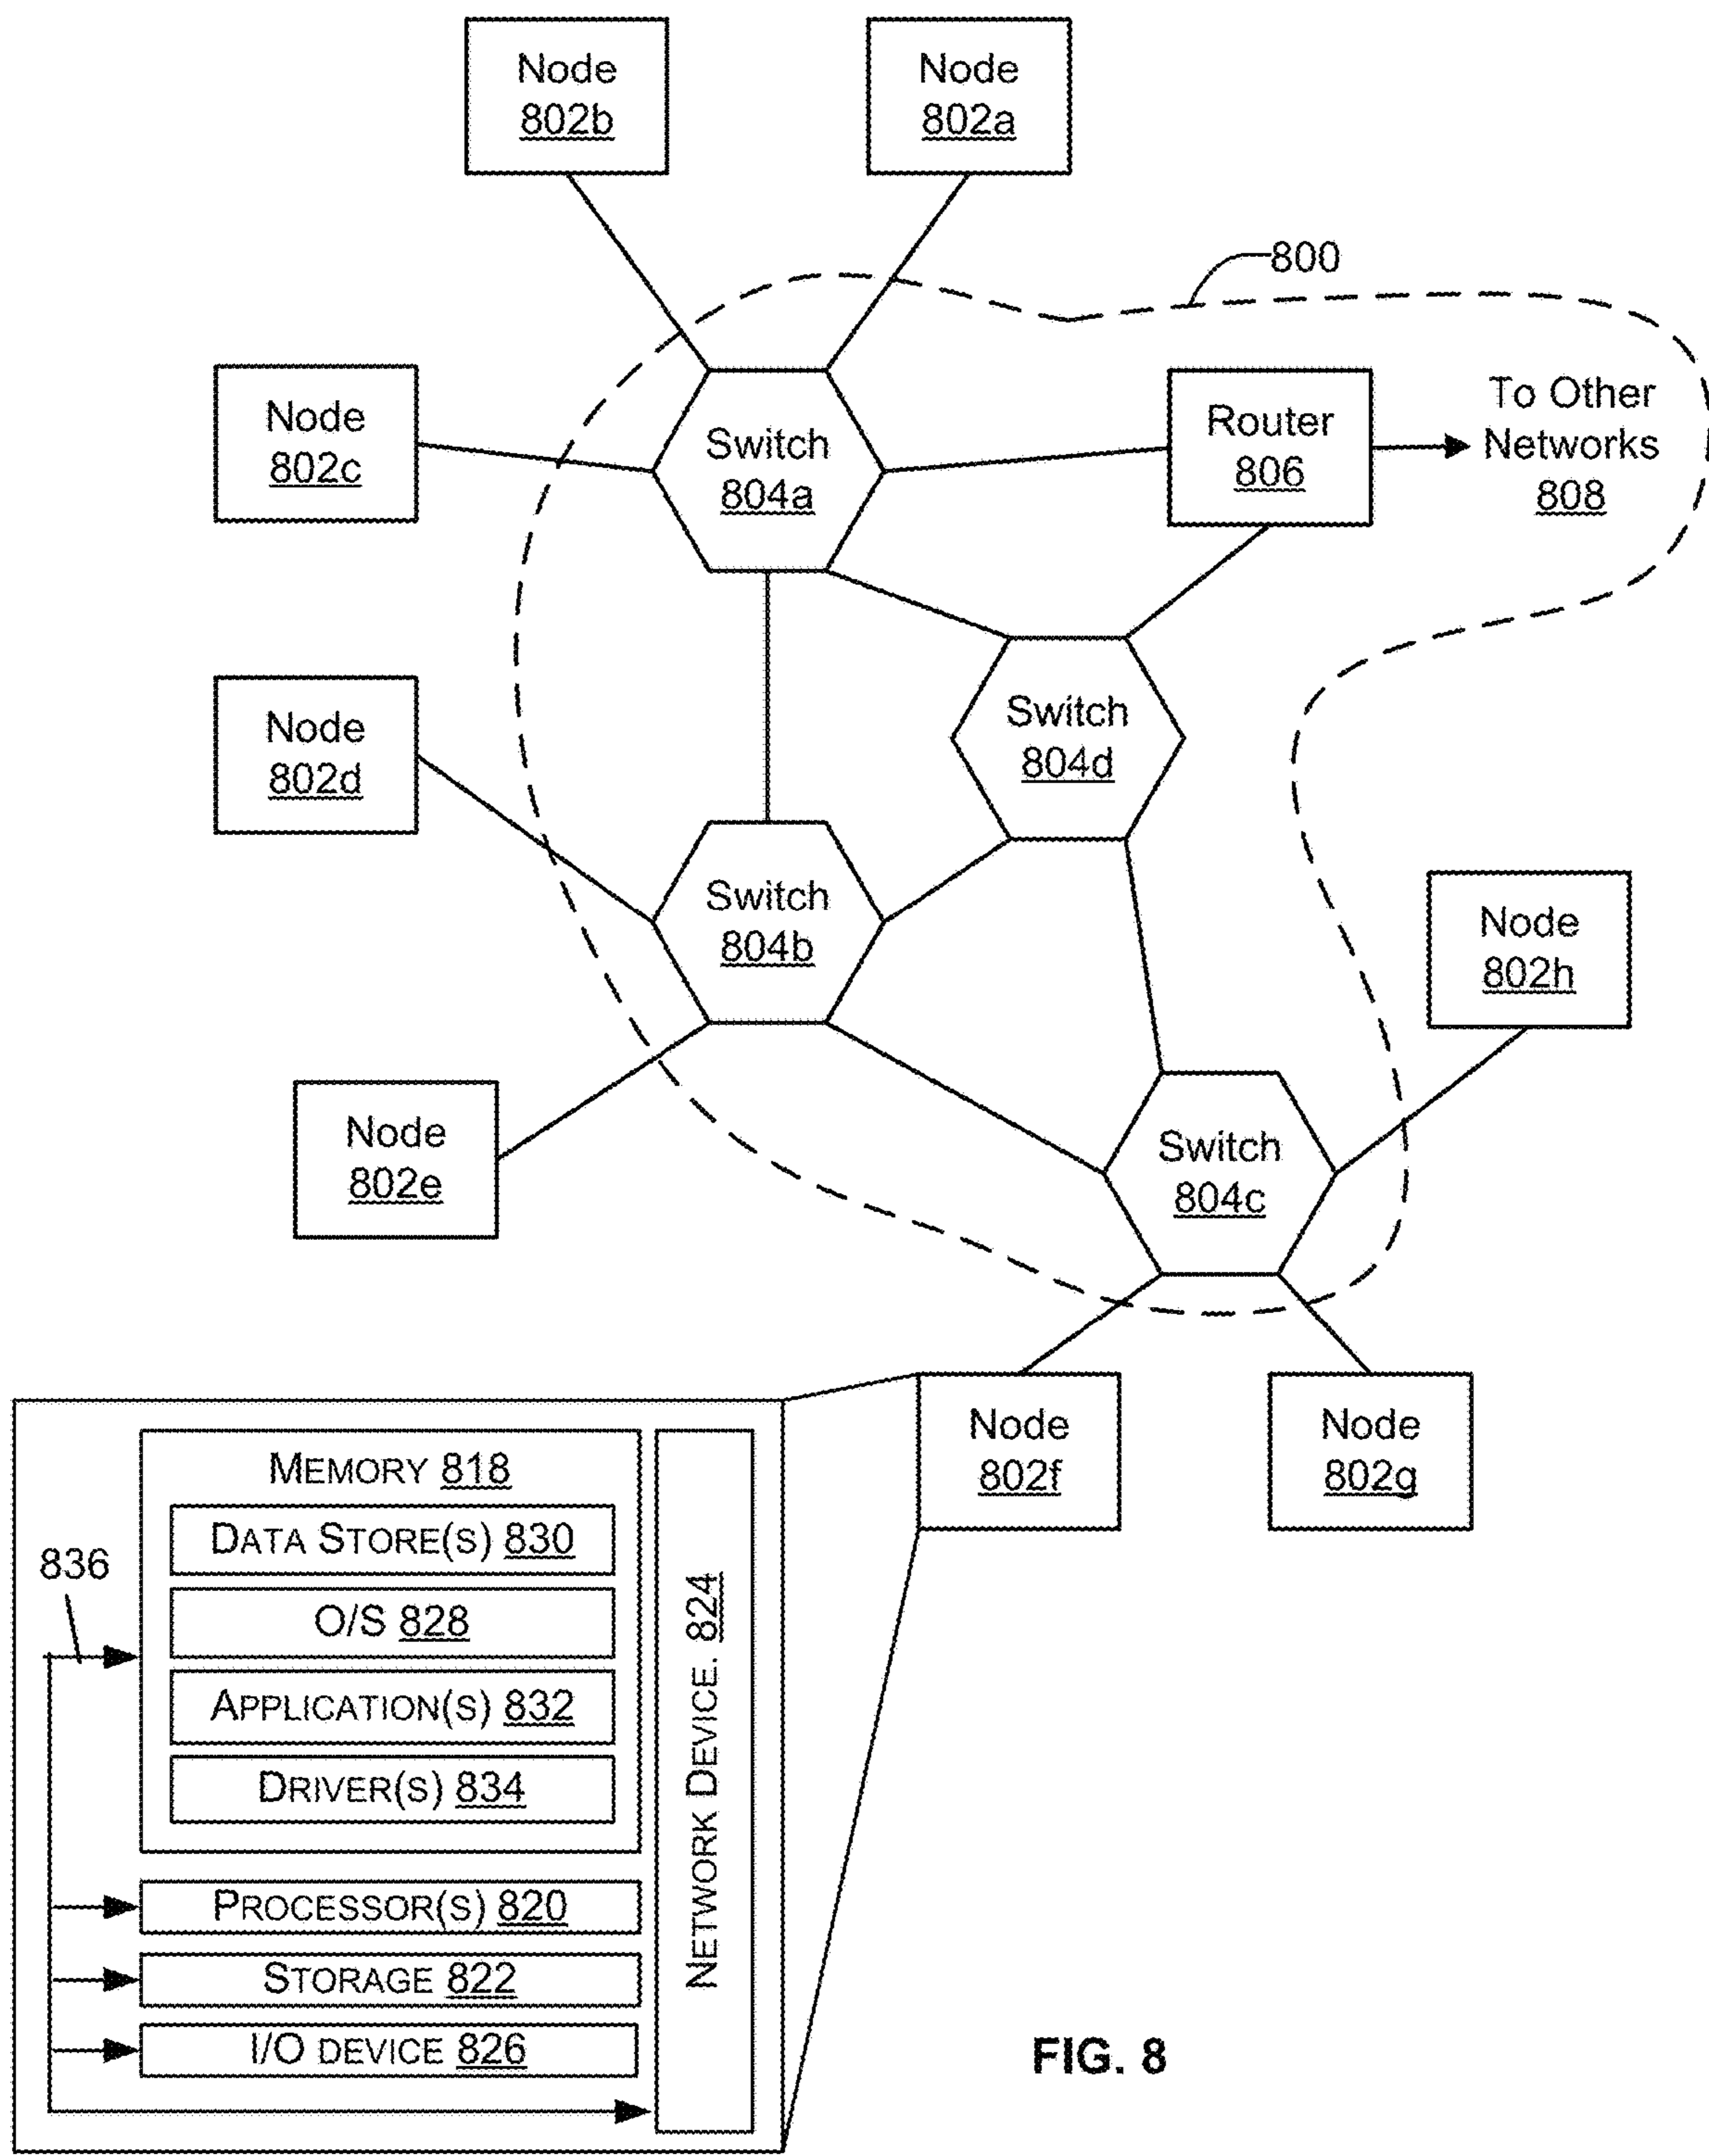 Node
802b
Node
802a
800
Node
802c
Switch
804a
Router
806
To Other
Networks
808
Node
802d
Switch
804d
Switch
804b
Node
802h
Node
802e
Switch
804c
Node
802f
Node
802g
MEMORY 818
DATA STORE(S) 830
836
O/S 828
APPLICATION(S) 832
DRIVER(S) 834
NETWORK DEVICE. 824
PROCESSOR(S) 820
STORAGE 822
I/O DEVICE 826
FIG. 8